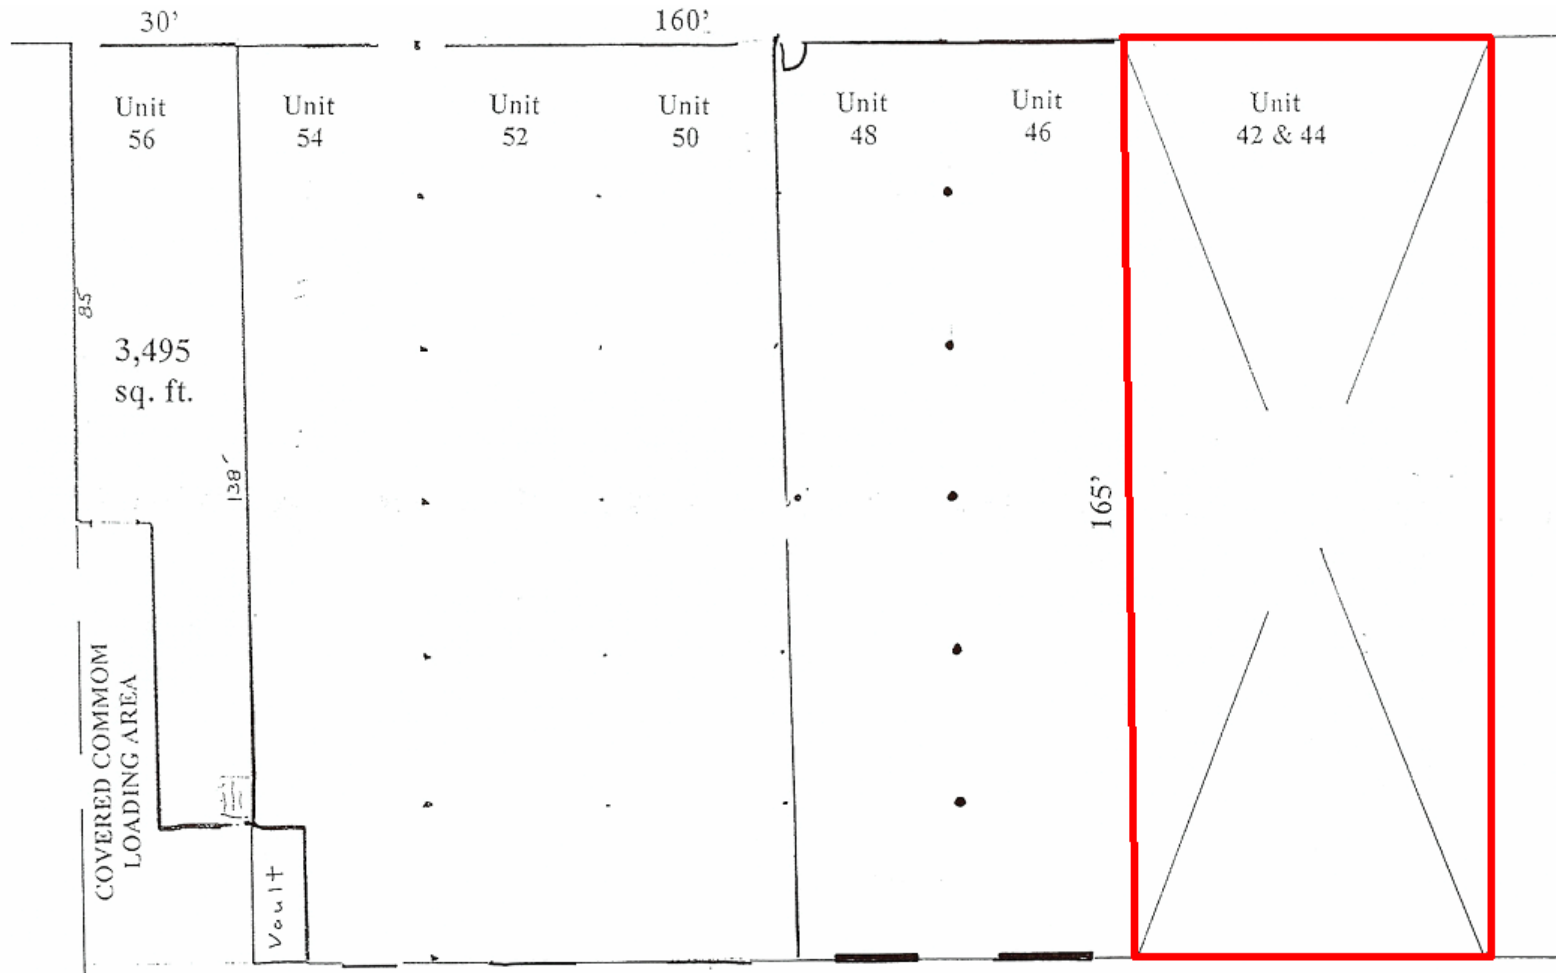 30’
160’
Unit
56
Unit
54
Unit
52
Unit
50
Unit
48
Unit
46
Unit
42 & 44
85
3,495
sq. ft.
138′
165’
COVERED COMMOM
LOADING AREA
Vault